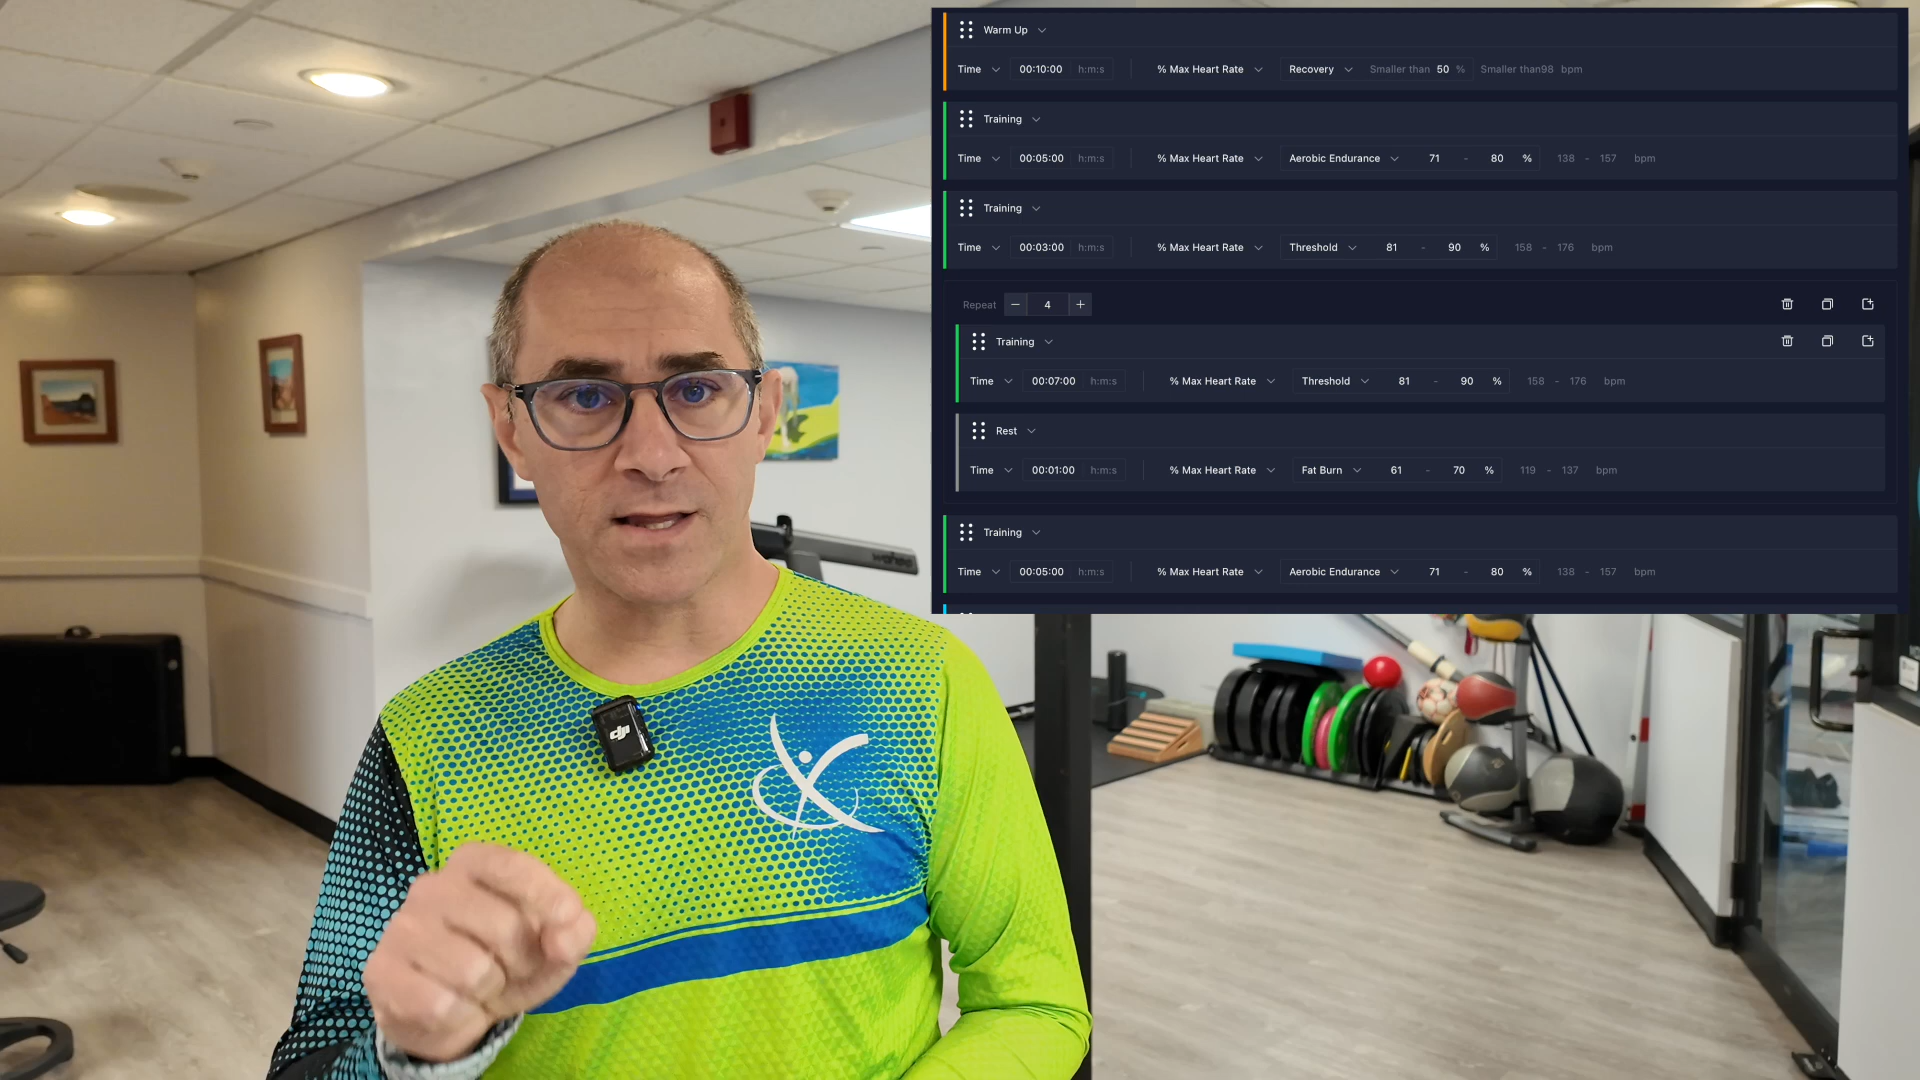 Warm Up
Time 00:10:00 h:m:s % Max Heart Rate Recovery Smaller than 50 % Smaller than98 bpm
Training
Time 00:05:00 h:m:s % Max Heart Rate Aerobic Endurance 71 - 80 % 138 - 157 bpm
Training
Time 00:03:00 h:m:s % Max Heart Rate Threshold 81 - 90 % 158 - 176 bpm
Repeat − 4 +
Training
Time 00:07:00 h:m:s % Max Heart Rate Threshold 81 - 90 % 158 - 176 bpm
Rest
Time 00:01:00 h:m:s % Max Heart Rate Fat Burn 61 - 70 % 119 - 137 bpm
Training
Time 00:05:00 h:m:s % Max Heart Rate Aerobic Endurance 71 - 80 % 138 - 157 bpm
wahoo
dji